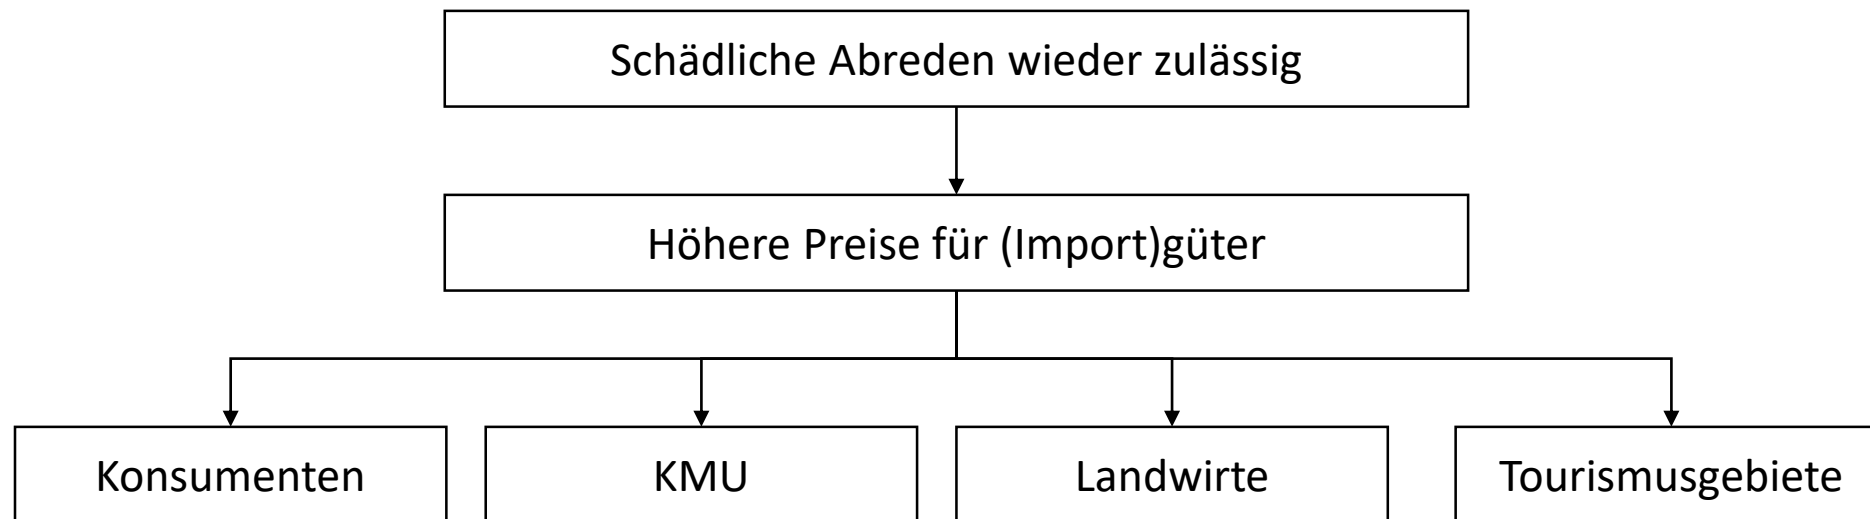 Schädliche Abreden wieder zulässig
Höhere Preise für (Import)güter
Konsumenten
KMU
Landwirte
Tourismusgebiete